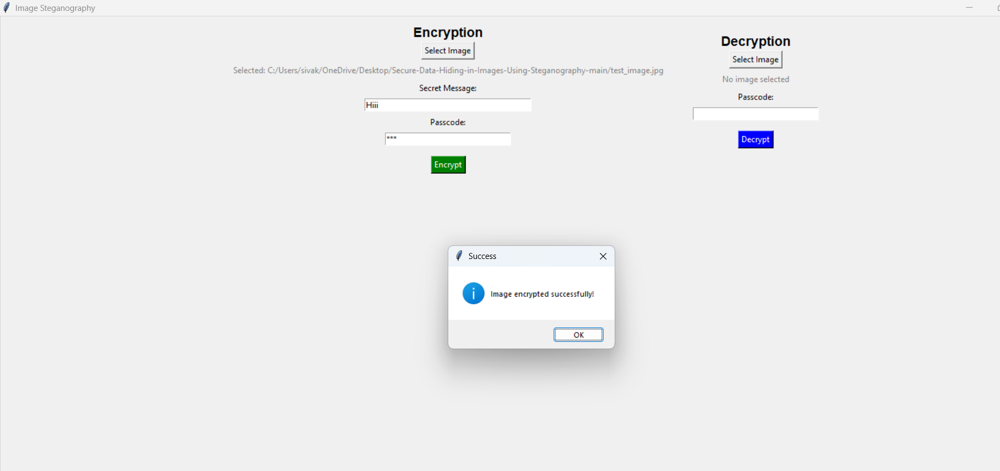 Image Steganography
Encryption
Select Image
Selected: C:/Users/sivak/OneDrive/Desktop/Secure-Data-Hiding-in-Images-Using-Steganography-main/test_image.jpg
Secret Message:
Hiii
Passcode:
***
Encrypt
Decryption
Select Image
No image selected
Passcode:
Decrypt
Success
Image encrypted successfully!
OK